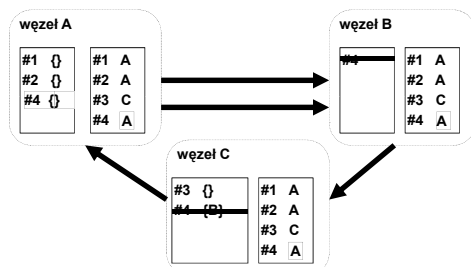 węzeł A
#1 {}
#2 {}
#4 {}
#1 A
#2 A
#3 C
#4 A
węzeł B
#4
#1 A
#2 A
#3 C
#4 A
węzeł C
#3 {}
#4 {B}
#1 A
#2 A
#3 C
#4 A